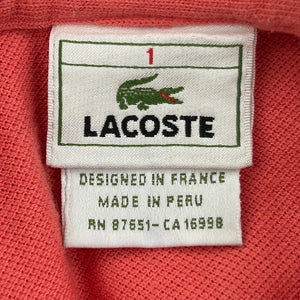 1
LACOSTE
DESIGNED IN FRANCE
MADE IN PERU
RN 87651-CA 16998